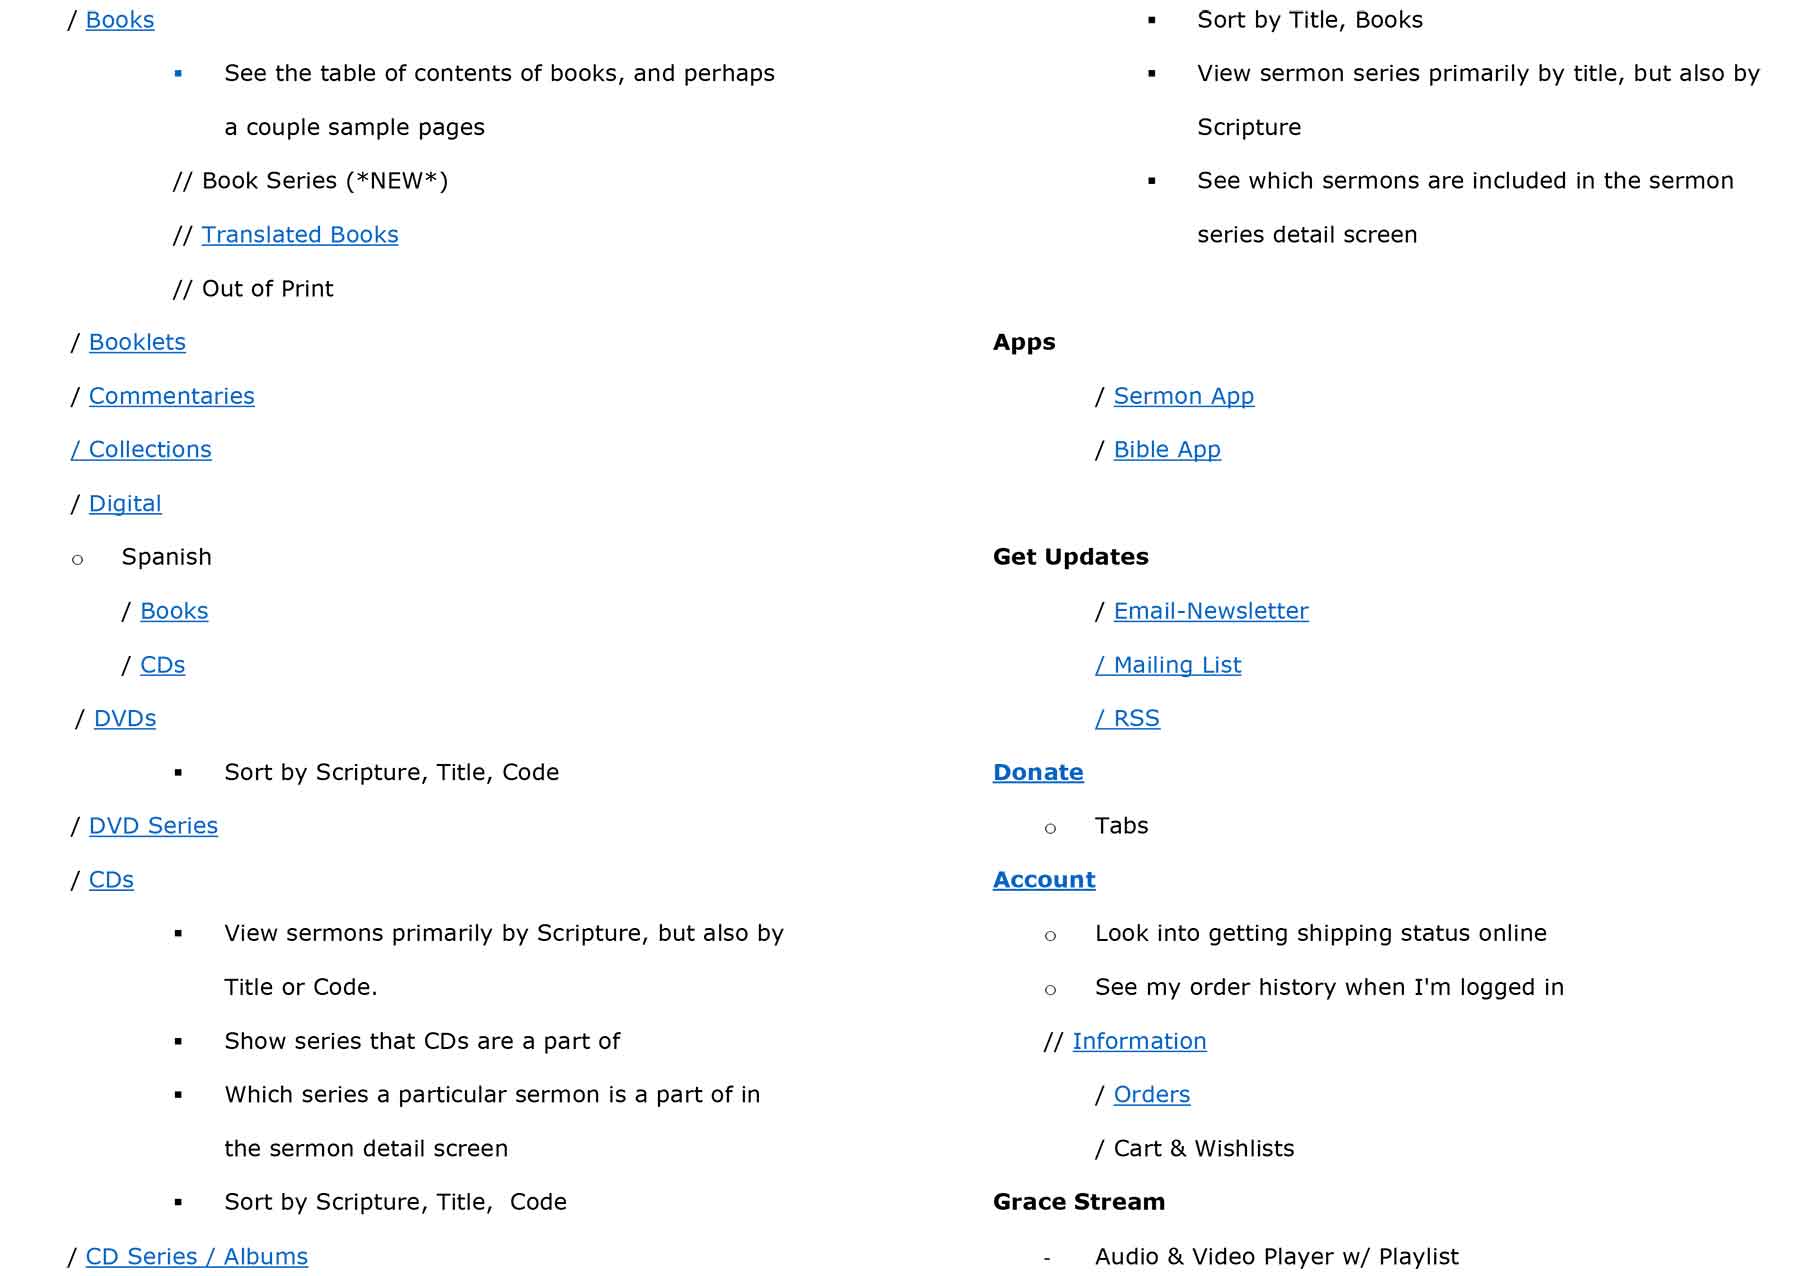 / Books
▪ See the table of contents of books, and perhaps
a couple sample pages
// Book Series (*NEW*)
// Translated Books
// Out of Print
/ Booklets
/ Commentaries
/ Collections
/ Digital
o Spanish
/ Books
/ CDs
/ DVDs
▪ Sort by Scripture, Title, Code
/ DVD Series
/ CDs
▪ View sermons primarily by Scripture, but also by
Title or Code.
▪ Show series that CDs are a part of
▪ Which series a particular sermon is a part of in
the sermon detail screen
▪ Sort by Scripture, Title,  Code
/ CD Series / Albums
▪ Sort by Title, Books
▪ View sermon series primarily by title, but also by
Scripture
▪ See which sermons are included in the sermon
series detail screen
Apps
/ Sermon App
/ Bible App
Get Updates
/ Email-Newsletter
/ Mailing List
/ RSS
Donate
o Tabs
Account
o Look into getting shipping status online
o See my order history when I'm logged in
// Information
/ Orders
/ Cart & Wishlists
Grace Stream
- Audio & Video Player w/ Playlist